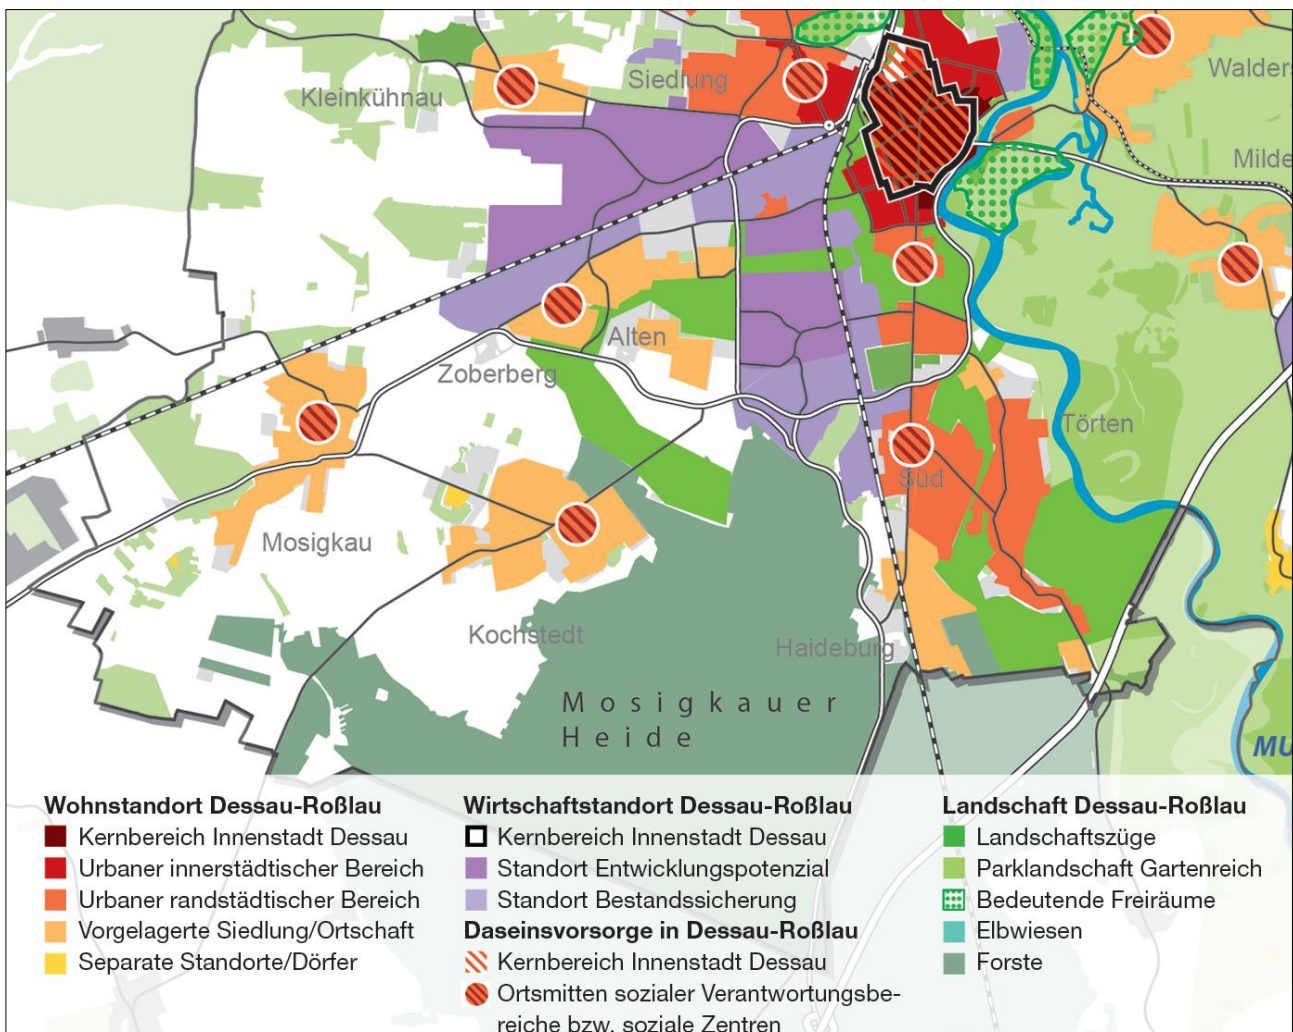 Siedlung
Walders
Kleinkühnau
Milde
Alten
Zoberberg
Törten
Süd
Mosigkau
Kochstedt
Haideburg
Mosigkauer
Heide
MU
Wohnstandort Dessau-Roßlau
Kernbereich Innenstadt Dessau
Urbaner innerstädtischer Bereich
Urbaner randstädtischer Bereich
Vorgelagerte Siedlung/Ortschaft
Separate Standorte/Dörfer
Wirtschaftstandort Dessau-Roßlau
Kernbereich Innenstadt Dessau
Standort Entwicklungspotenzial
Standort Bestandssicherung
Daseinsvorsorge in Dessau-Roßlau
Kernbereich Innenstadt Dessau
Ortsmitten sozialer Verantwortungsbe-
reiche bzw. soziale Zentren
Landschaft Dessau-Roßlau
Landschaftszüge
Parklandschaft Gartenreich
Bedeutende Freiräume
Elbwiesen
Forste